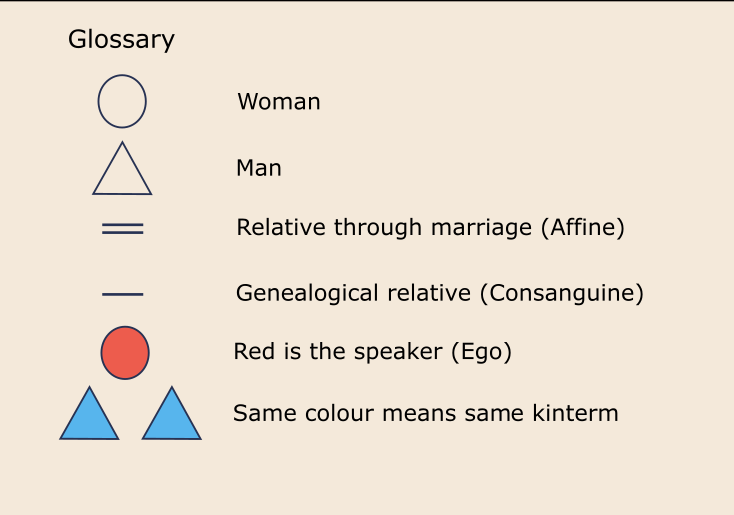 Glossary
Woman
Man
Relative through marriage (Affine)
Genealogical relative (Consanguine)
Red is the speaker (Ego)
Same colour means same kinterm